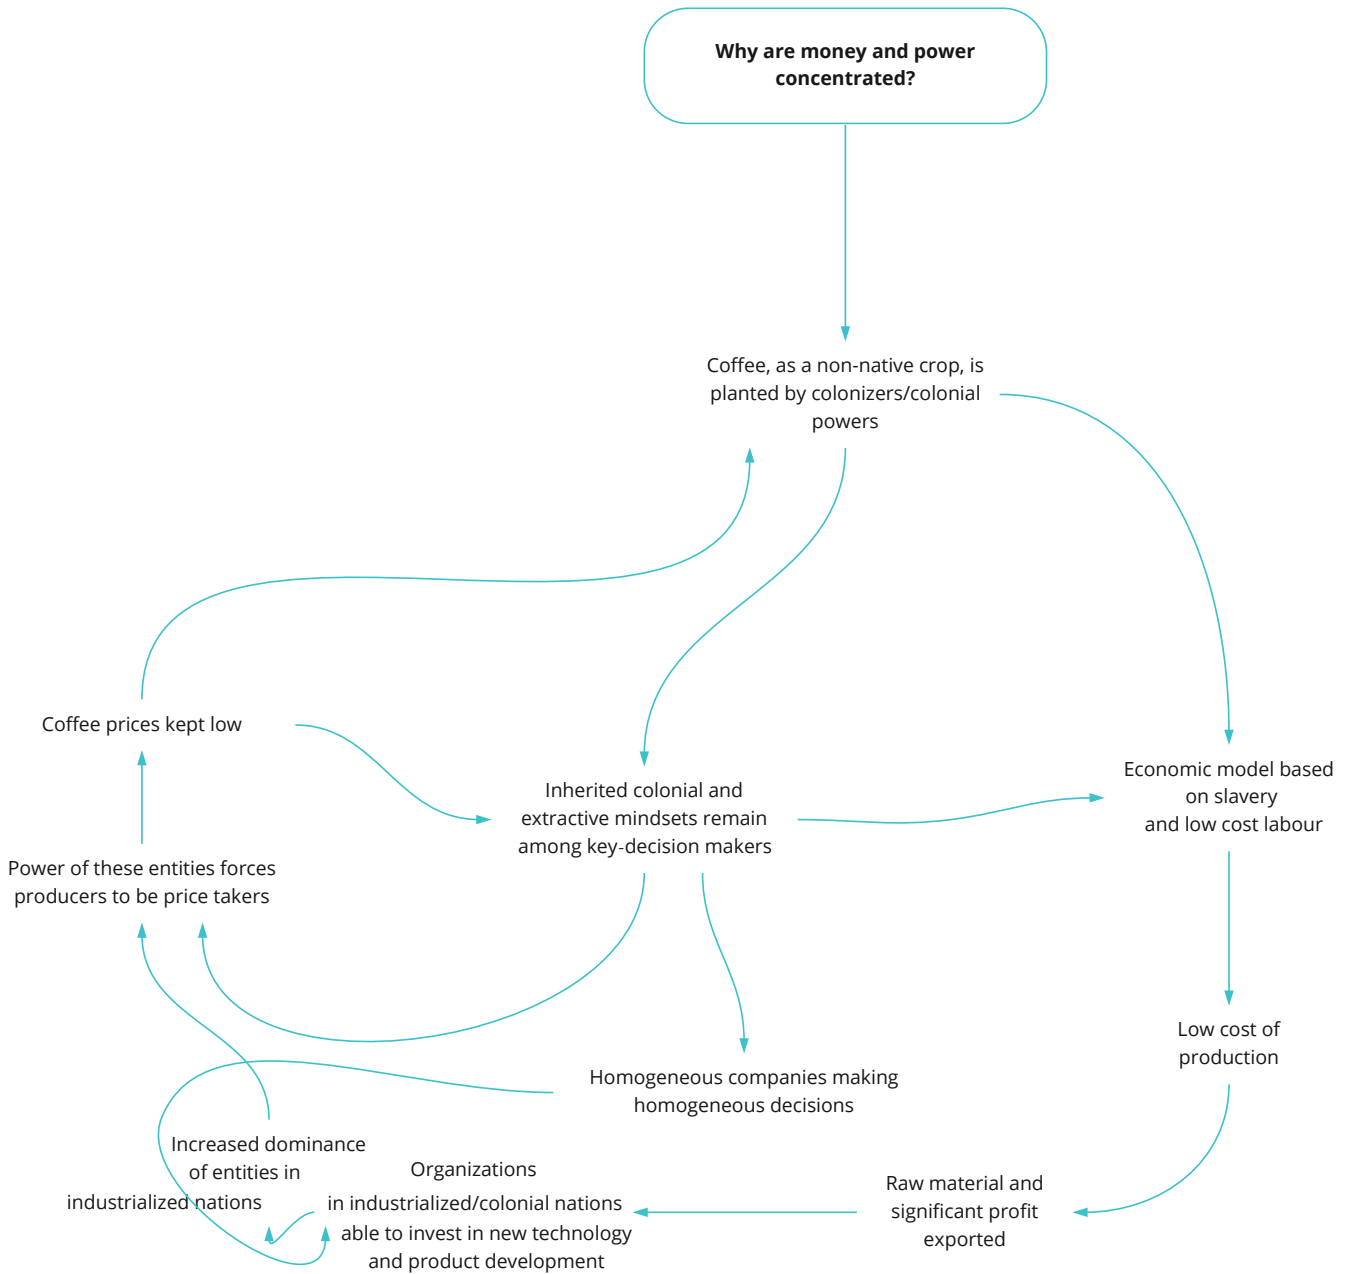 Why are money and power
concentrated?
Coffee, as a non-native crop, is
planted by colonizers/colonial
powers
Coffee prices kept low
Inherited colonial and
extractive mindsets remain
among key-decision makers
Economic model based
on slavery
and low cost labour
Power of these entities forces
producers to be price takers
Low cost of
production
Homogeneous companies making
homogeneous decisions
Increased dominance
of entities in
industrialized nations
Organizations
in industrialized/colonial nations
able to invest in new technology
and product development
Raw material and
significant profit
exported